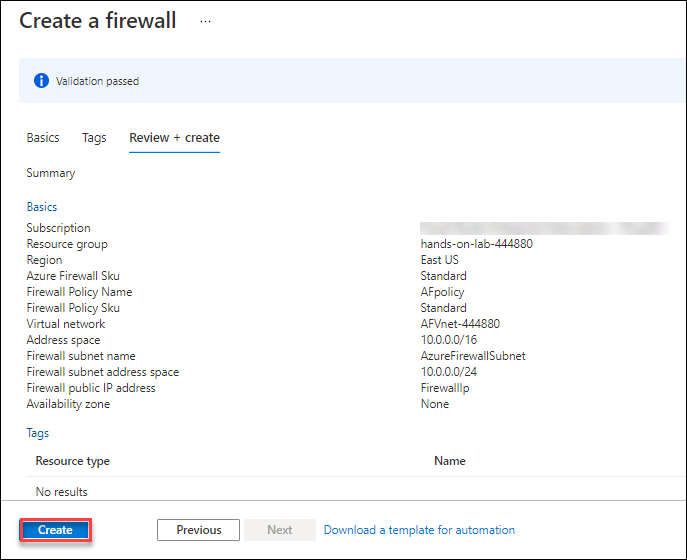 Create a firewall ...
Validation passed
Basics Tags Review + create
Summary
Basics
Subscription
Resource group hands-on-lab-444880
Region East US
Azure Firewall Sku Standard
Firewall Policy Name AFpolicy
Firewall Policy Sku Standard
Virtual network AFVnet-444880
Address space 10.0.0.0/16
Firewall subnet name AzureFirewallSubnet
Firewall subnet address space 10.0.0.0/24
Firewall public IP address FirewallIp
Availability zone None
Tags
Resource type Name
No results
Create Previous Next Download a template for automation